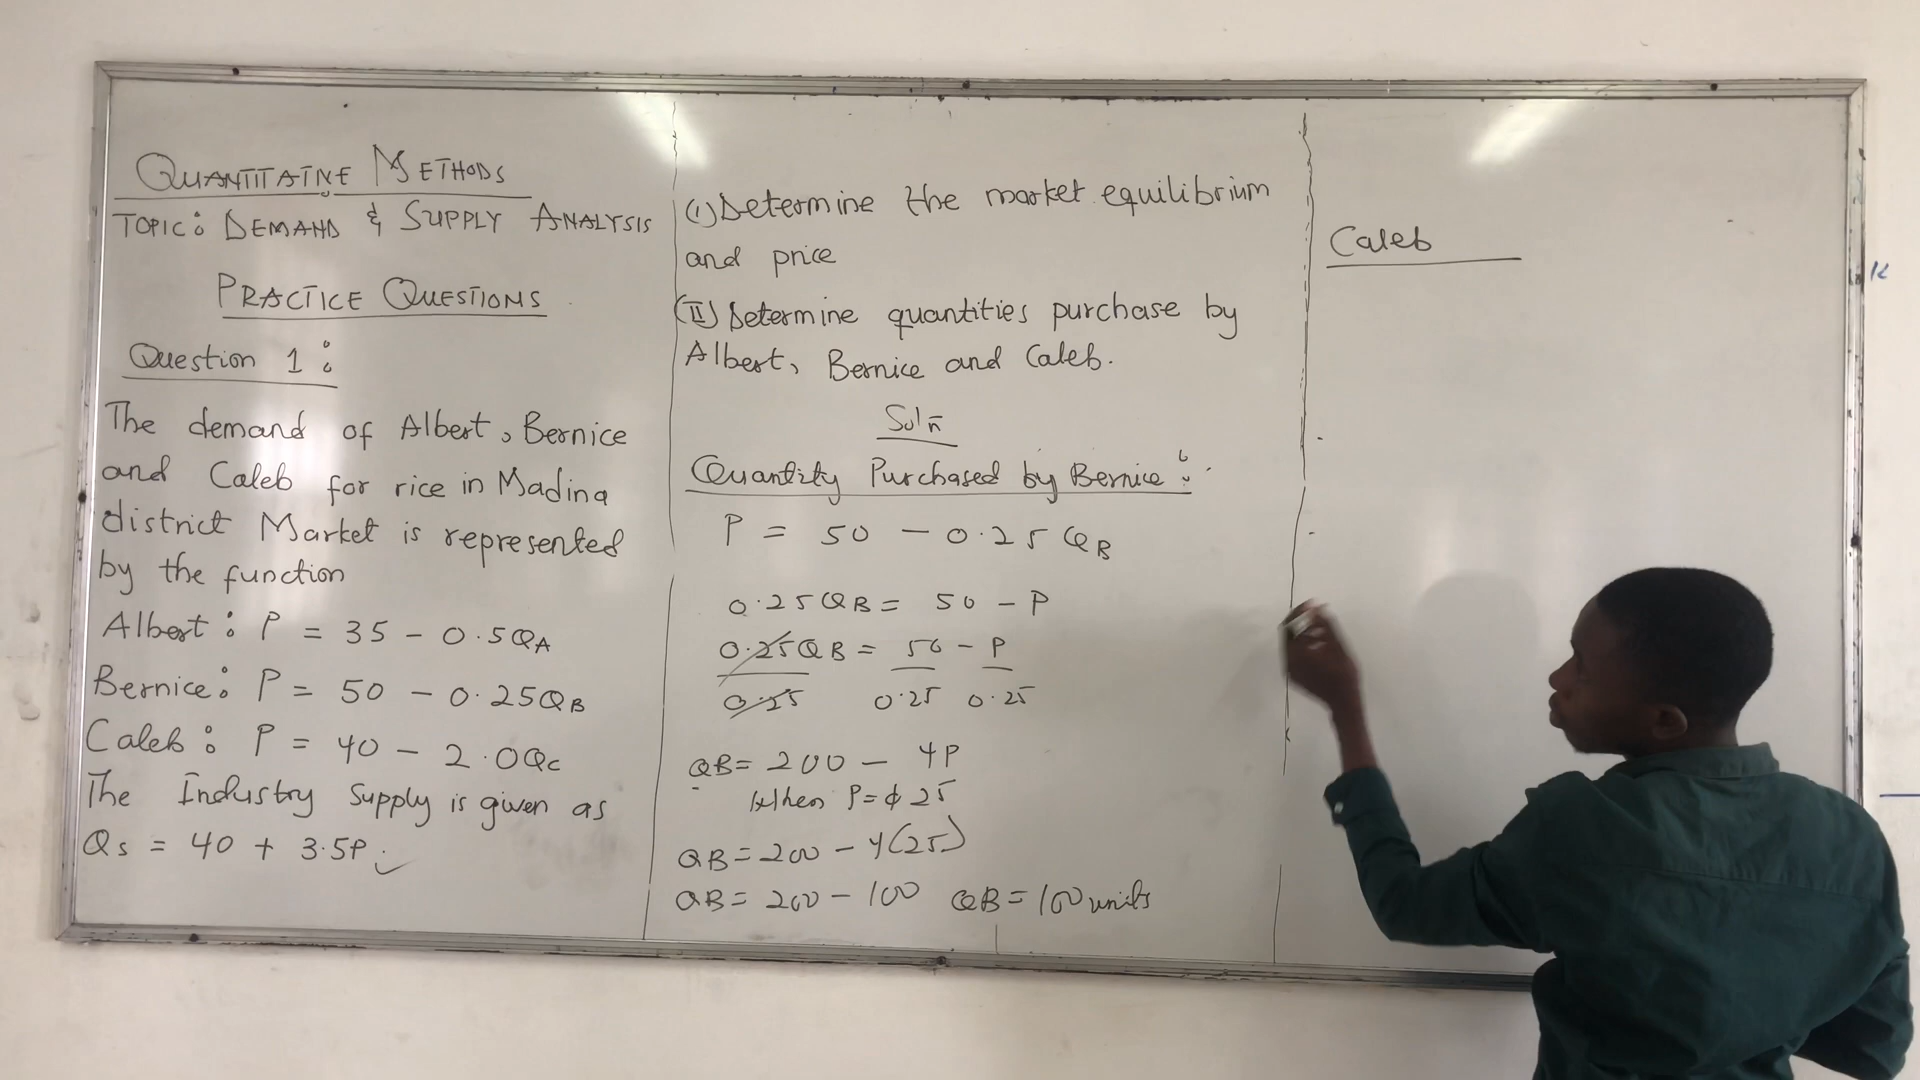 QUANTITATIVE METHODS
TOPIC: DEMAND & SUPPLY ANALYSIS
PRACTICE QUESTIONS
Question 1:
The demand of Albert, Bernice
and Caleb for rice in Madina
district Market is represented
by the function
Albert: P = 35 - 0.5QA
Bernice: P = 50 - 0.25QB
Caleb: P = 40 - 2.0Qc
The Industry Supply is given as
Qs = 40 + 3.5P.
(i) Determine the market equilibrium
and price
(II) Determine quantities purchase by
Albert, Bernice and Caleb.
Soln
Quantity Purchased by Bernice:
P = 50 - 0.25QB
0.25QB = 50 - P
0.25QB = 50 - P
0.25 0.25 0.25
QB = 200 - 4P
When P = ¢25
QB = 200 - 4(25)
QB = 200 - 100 QB = 100 units
Caleb